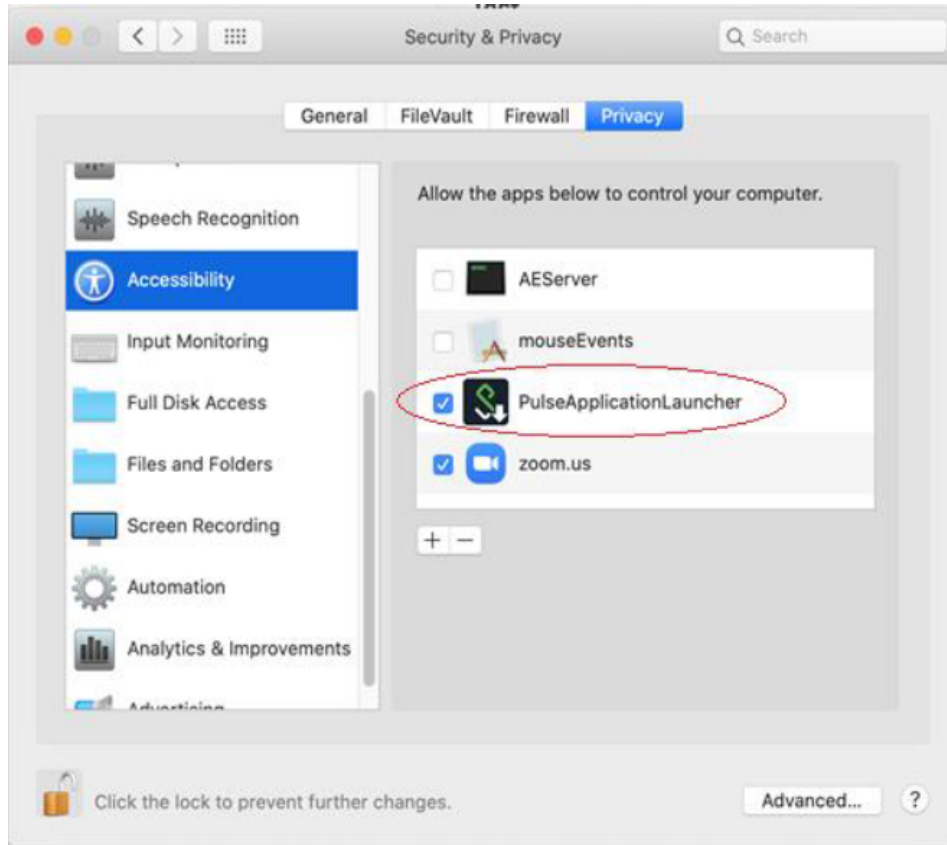 Security & Privacy
Search
General
FileVault
Firewall
Privacy
Speech Recognition
Accessibility
Input Monitoring
Full Disk Access
Files and Folders
Screen Recording
Automation
Analytics & Improvements
Advertising
Allow the apps below to control your computer.
AEServer
mouseEvents
PulseApplicationLauncher
zoom.us
+ −
Click the lock to prevent further changes.
Advanced...
?